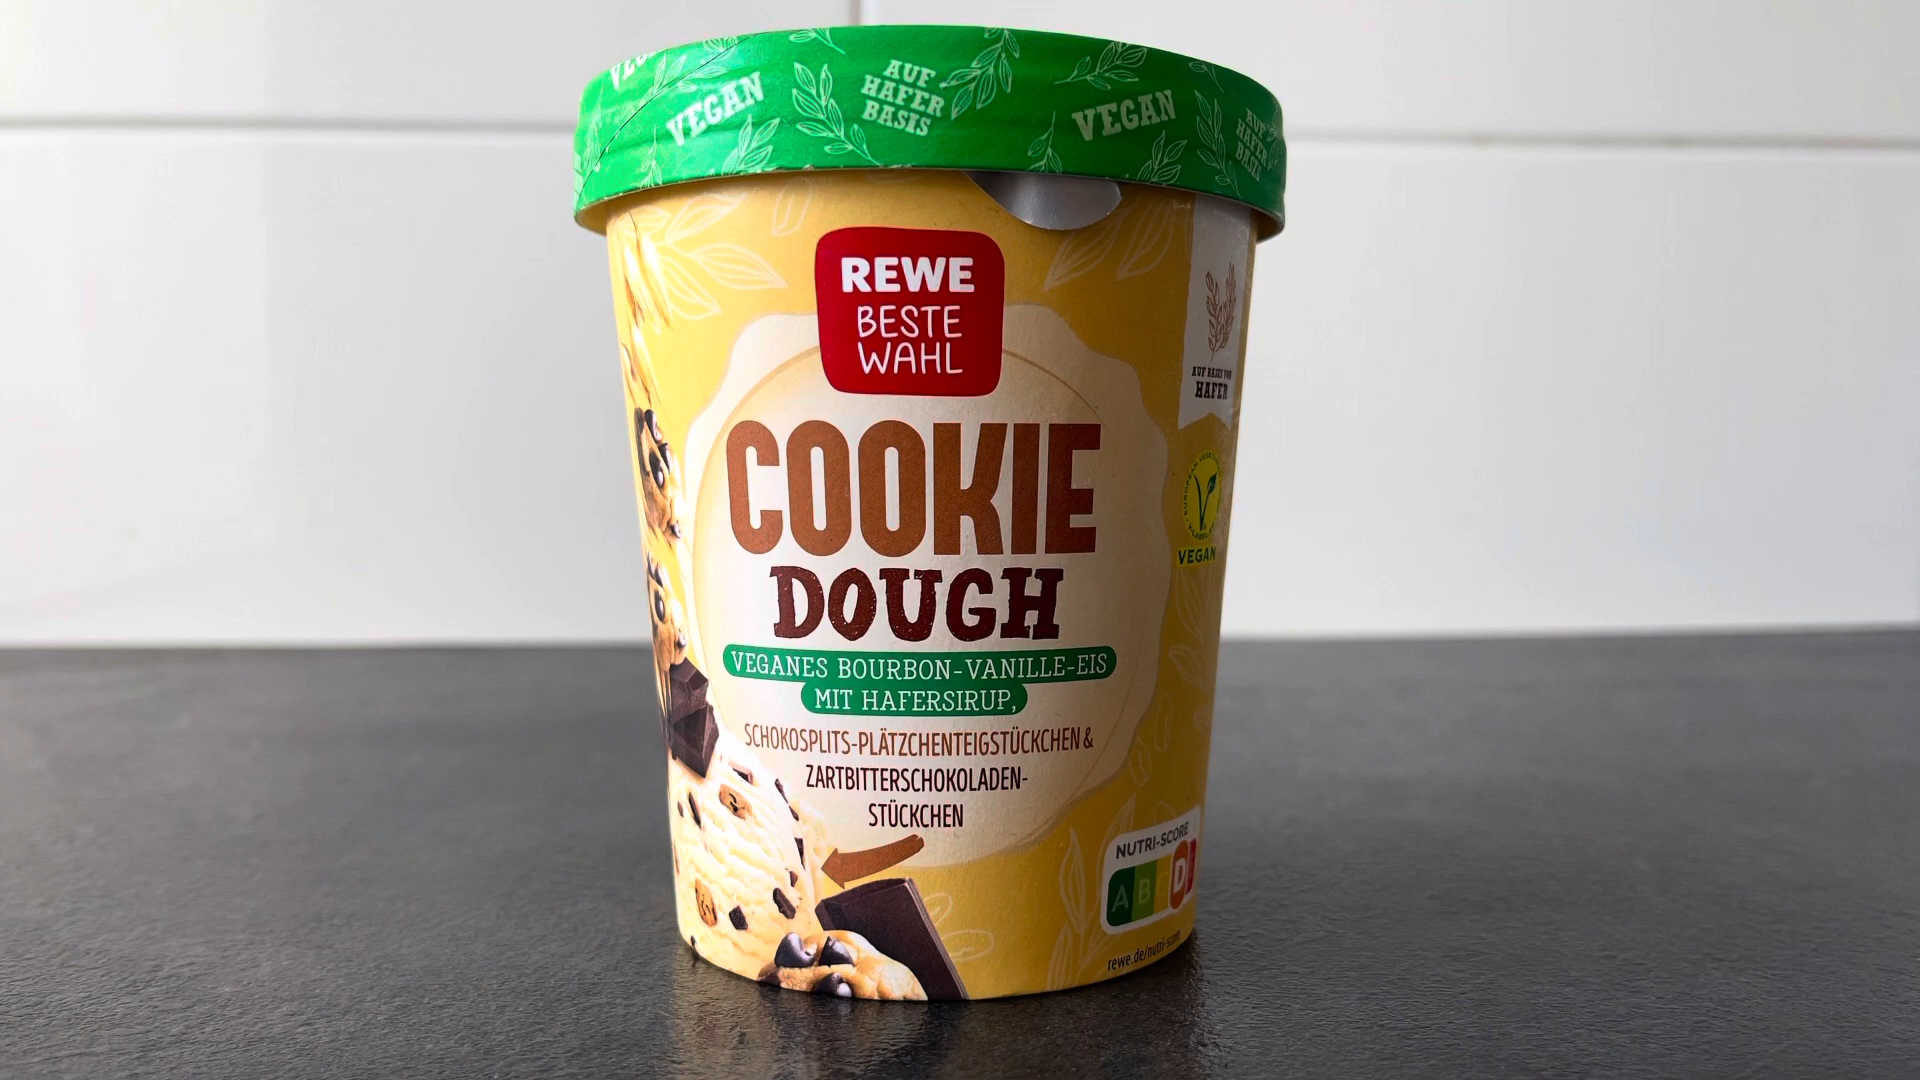 VEGAN
AUF
HAFER
BASIS
VEGAN
AUF
HAFER
BASIS
REWE
BESTE
WAHL
AUF BASIS VON
HAFER
COOKIE
DOUGH
VEGAN
VEGANES BOURBON-VANILLE-EIS
MIT HAFERSIRUP,
SCHOKOSPLITS-PLÄTZCHENTEIGSTÜCKCHEN &
ZARTBITTERSCHOKOLADEN-
STÜCKCHEN
NUTRI-SCORE
A B C D E
rewe.de/nutri-score